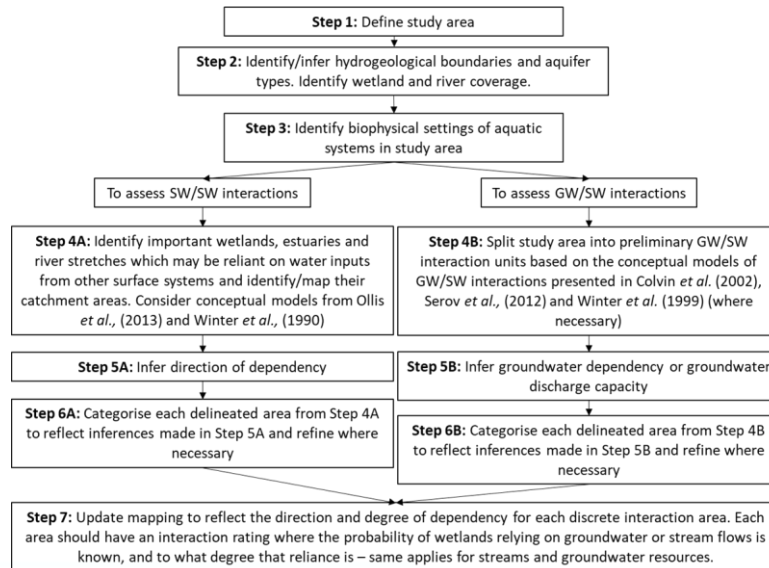 Step 1: Define study area
Step 2: Identify/infer hydrogeological boundaries and aquifer
types. Identify wetland and river coverage.
Step 3: Identify biophysical settings of aquatic
systems in study area
To assess SW/SW interactions
To assess GW/SW interactions
Step 4A: Identify important wetlands, estuaries and
river stretches which may be reliant on water inputs
from other surface systems and identify/map their
catchment areas. Consider conceptual models from Ollis
et al., (2013) and Winter et al., (1990)
Step 4B: Split study area into preliminary GW/SW
interaction units based on the conceptual models of
GW/SW interactions presented in Colvin et al. (2002),
Serov et al., (2012) and Winter et al. (1999) (where
necessary)
Step 5A: Infer direction of dependency
Step 5B: Infer groundwater dependency or groundwater
discharge capacity
Step 6A: Categorise each delineated area from Step 4A
to reflect inferences made in Step 5A and refine where
necessary
Step 6B: Categorise each delineated area from Step 4B
to reflect inferences made in Step 5B and refine where
necessary
Step 7: Update mapping to reflect the direction and degree of dependency for each discrete interaction area. Each
area should have an interaction rating where the probability of wetlands relying on groundwater or stream flows is
known, and to what degree that reliance is – same applies for streams and groundwater resources.